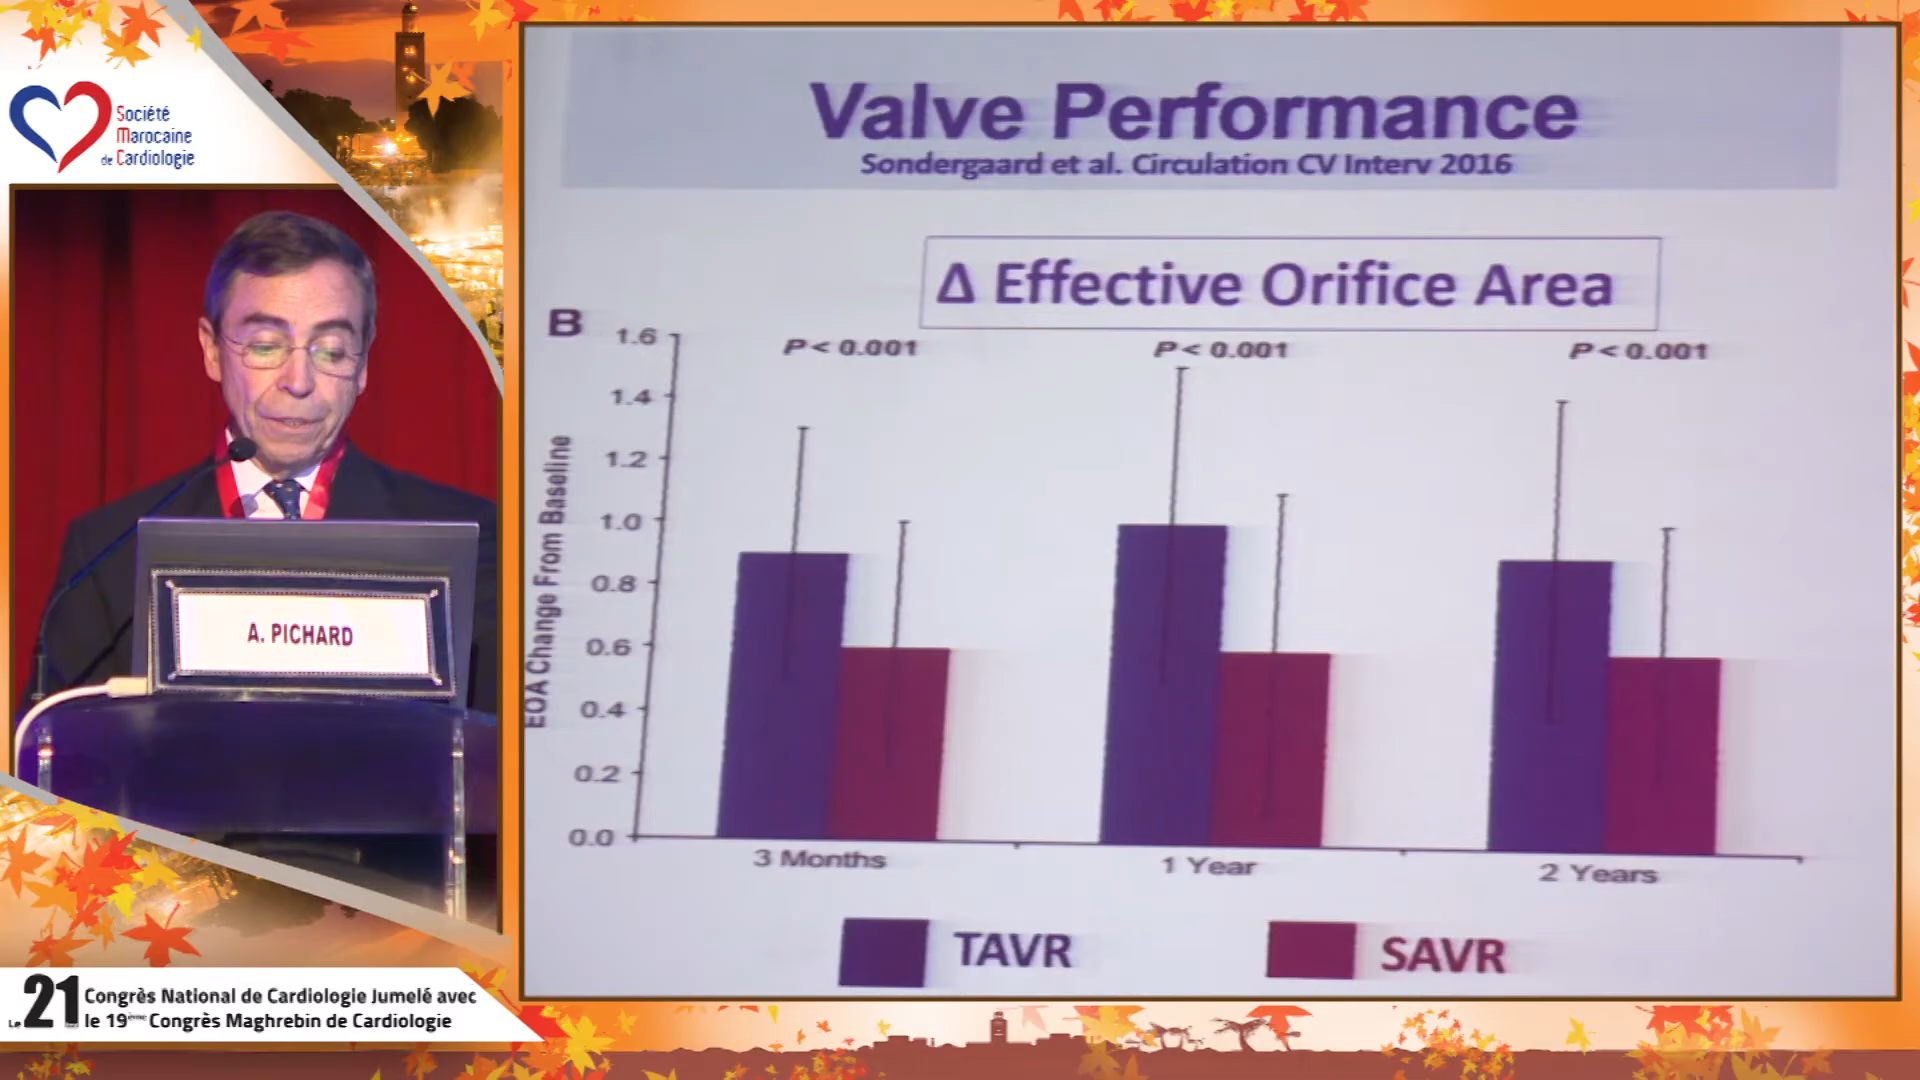 Société
Marocaine
de Cardiologie
A. PICHARD
Le 21
Congrès National de Cardiologie Jumelé avec
le 19ème Congrès Maghrebin de Cardiologie
Valve Performance
Sondergaard et al. Circulation CV Interv 2016
Δ Effective Orifice Area
B
P < 0.001 P < 0.001 P < 0.001
EOA Change From Baseline
1.6
1.4
1.2
1.0
0.8
0.6
0.4
0.2
0.0
3 Months 1 Year 2 Years
TAVR SAVR